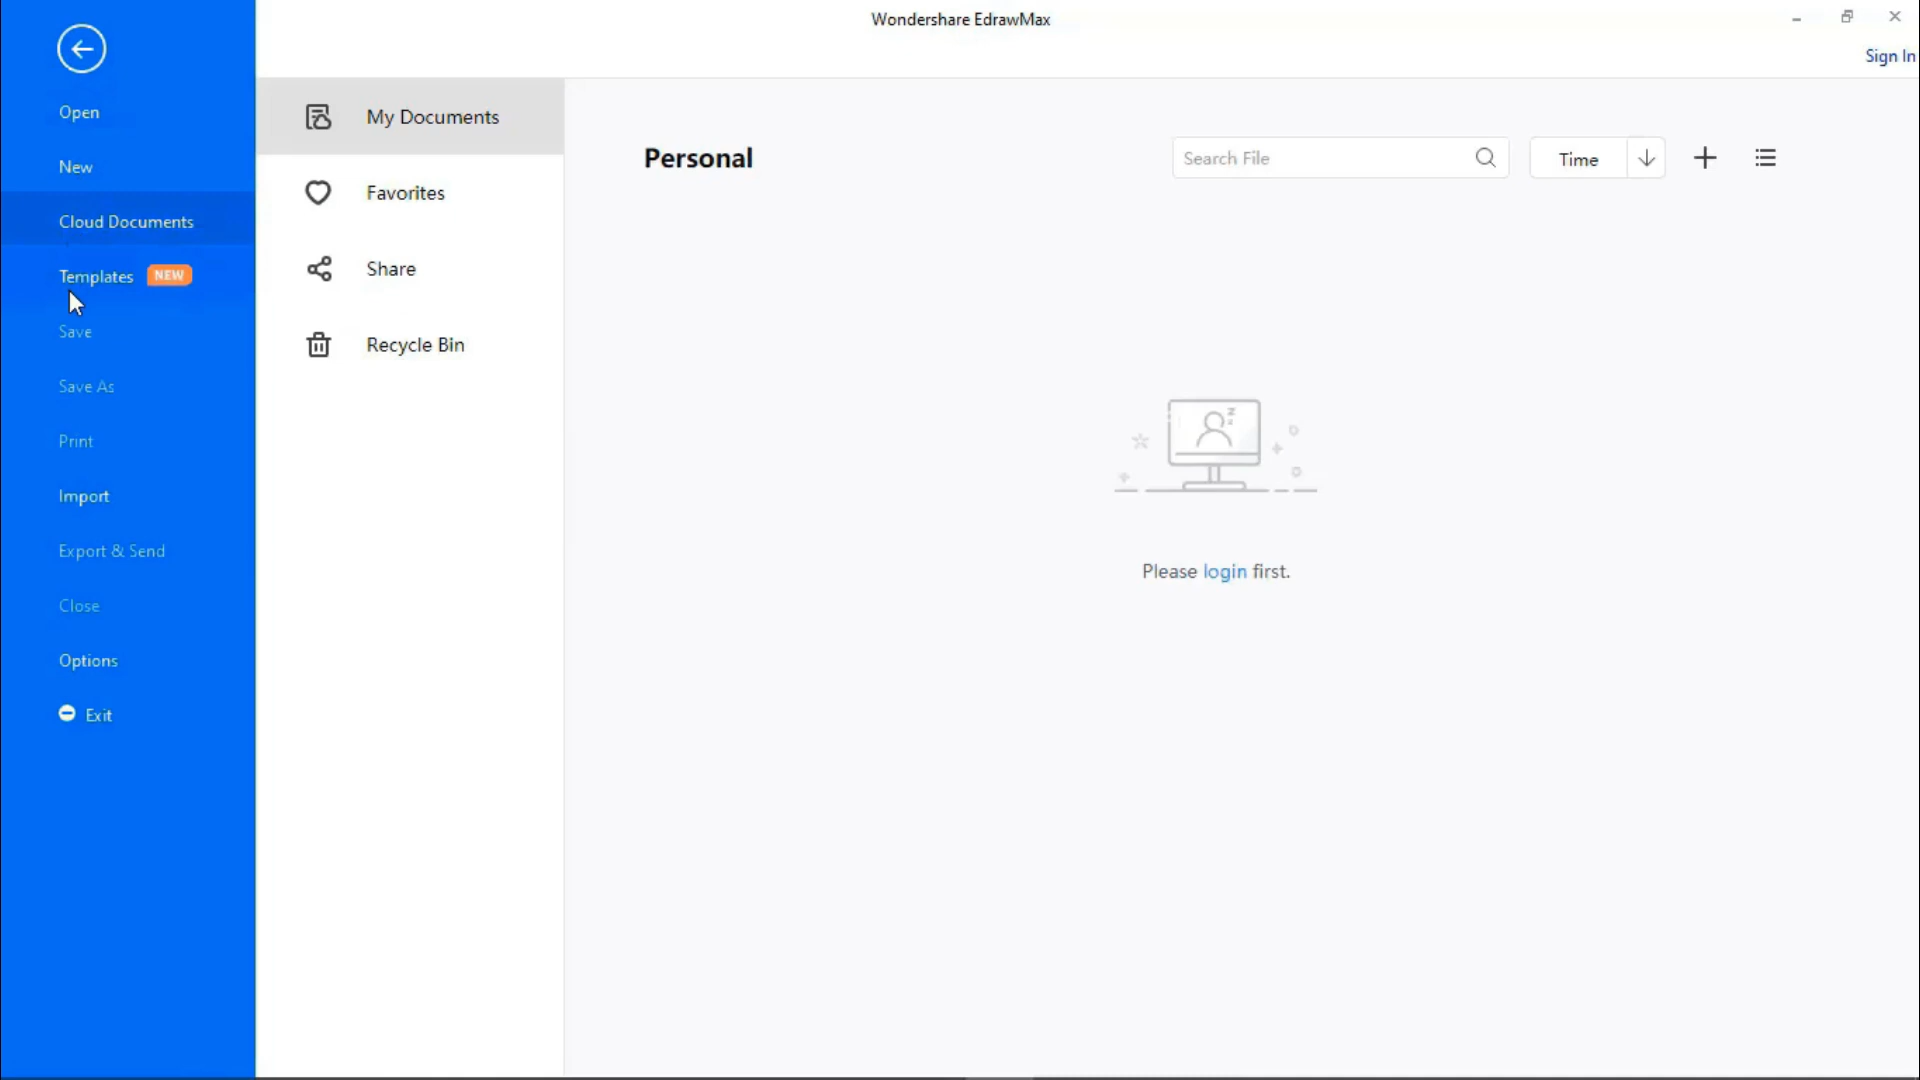 Wondershare EdrawMax
Sign In
Open
New
Cloud Documents
Templates NEW
Save
Save As
Print
Import
Export & Send
Close
Options
Exit
My Documents
Favorites
Share
Recycle Bin
Personal
Search File
Time
Please login first.